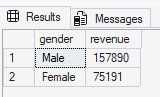 Results Messages
gender revenue
1 Male 157890
2 Female 75191